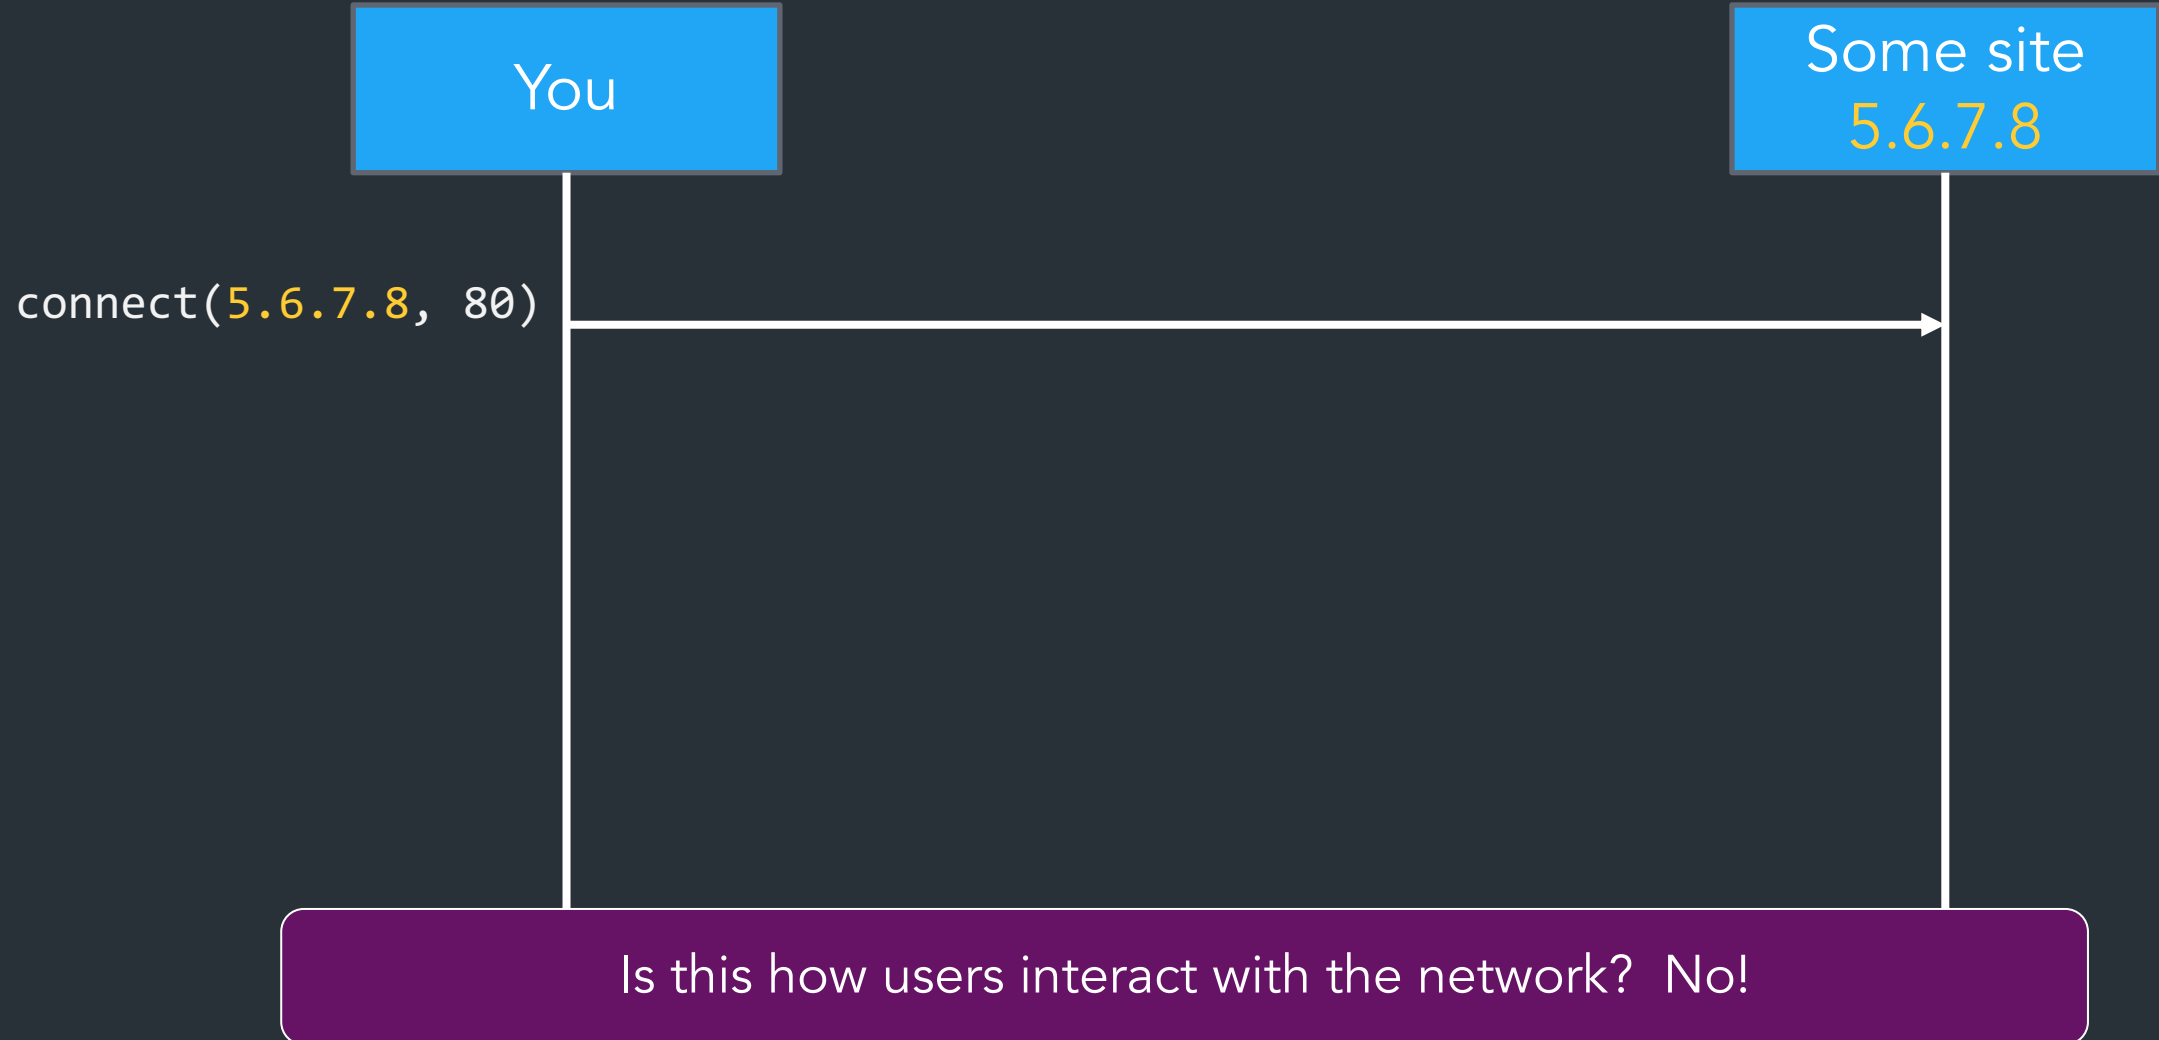 You
Some site
5.6.7.8
connect(5.6.7.8, 80)
Is this how users interact with the network?  No!